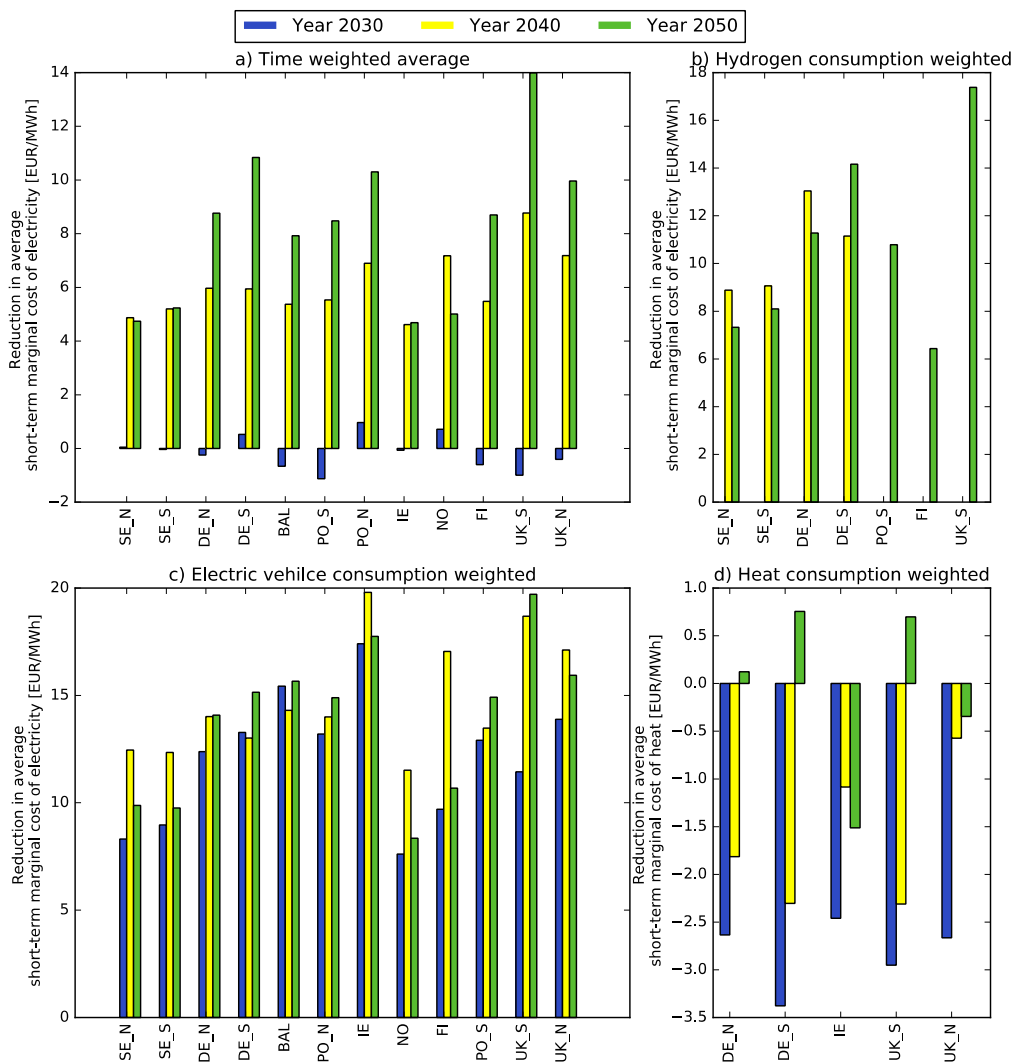 Year 2030 Year 2040 Year 2050
a) Time weighted average
Reduction in average
short-term marginal cost of electricity [EUR/MWh]
14
12
10
8
6
4
2
0
−2
SE_N SE_S DE_N DE_S BAL PO_S PO_N IE NO FI UK_S UK_N
b) Hydrogen consumption weighted
Reduction in average
short-term marginal cost of electricity [EUR/MWh]
18
16
14
12
10
8
6
4
2
0
SE_N SE_S DE_N DE_S PO_S FI UK_S
c) Electric vehilce consumption weighted
Reduction in average
short-term marginal cost of electricity [EUR/MWh]
20
15
10
5
0
SE_N SE_S DE_N DE_S BAL PO_N IE NO FI PO_S UK_S UK_N
d) Heat consumption weighted
Reduction in average
short-term marginal cost of heat [EUR/MWh]
1.0
0.5
0.0
−0.5
−1.0
−1.5
−2.0
−2.5
−3.0
−3.5
DE_N DE_S IE UK_S UK_N